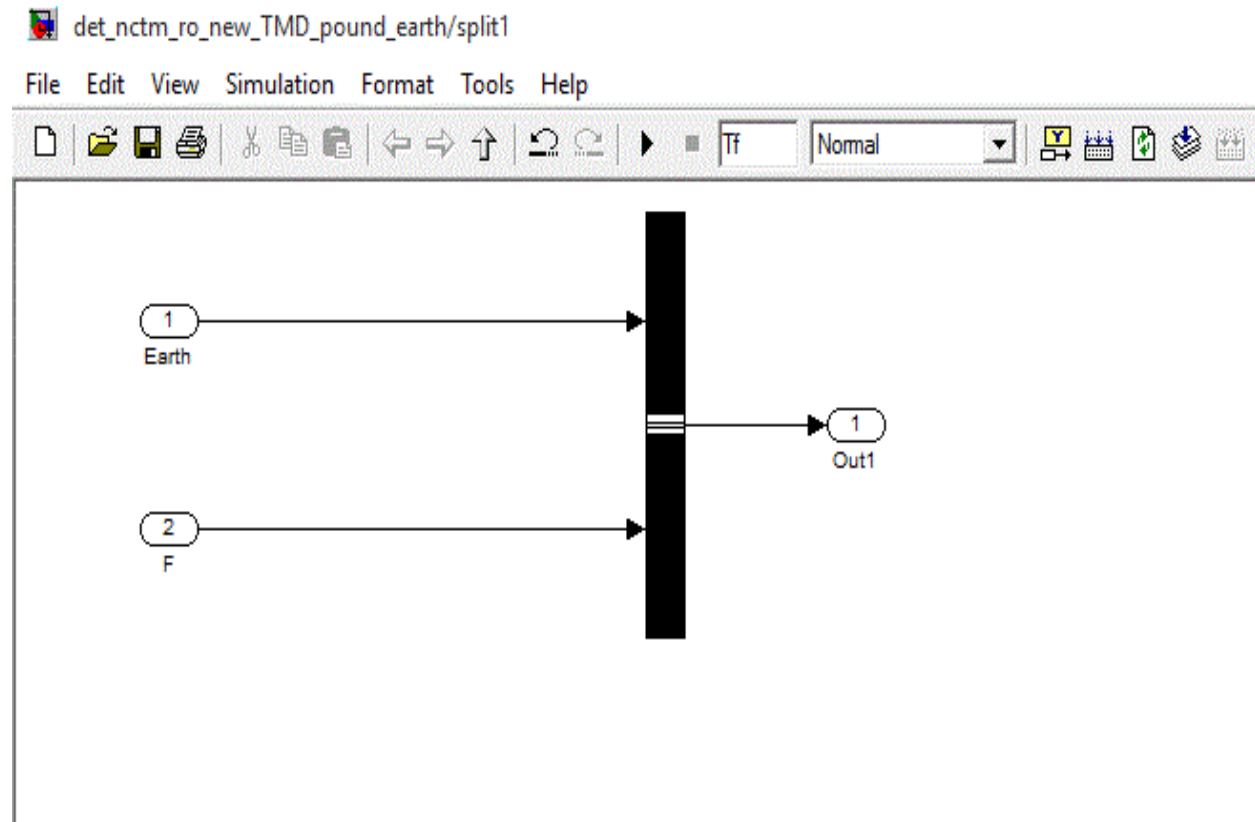 det_nctm_ro_new_TMD_pound_earth/split1
File Edit View Simulation Format Tools Help
Tf Normal
1
Earth
1
Out1
2
F